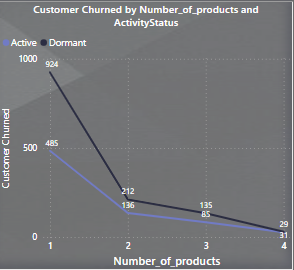 Customer Churned by Number_of_products and
ActivityStatus
Active Dormant
1000
924
485
500
212
136
135
85
29
31
0
1 2 3 4
Customer Churned
Number_of_products